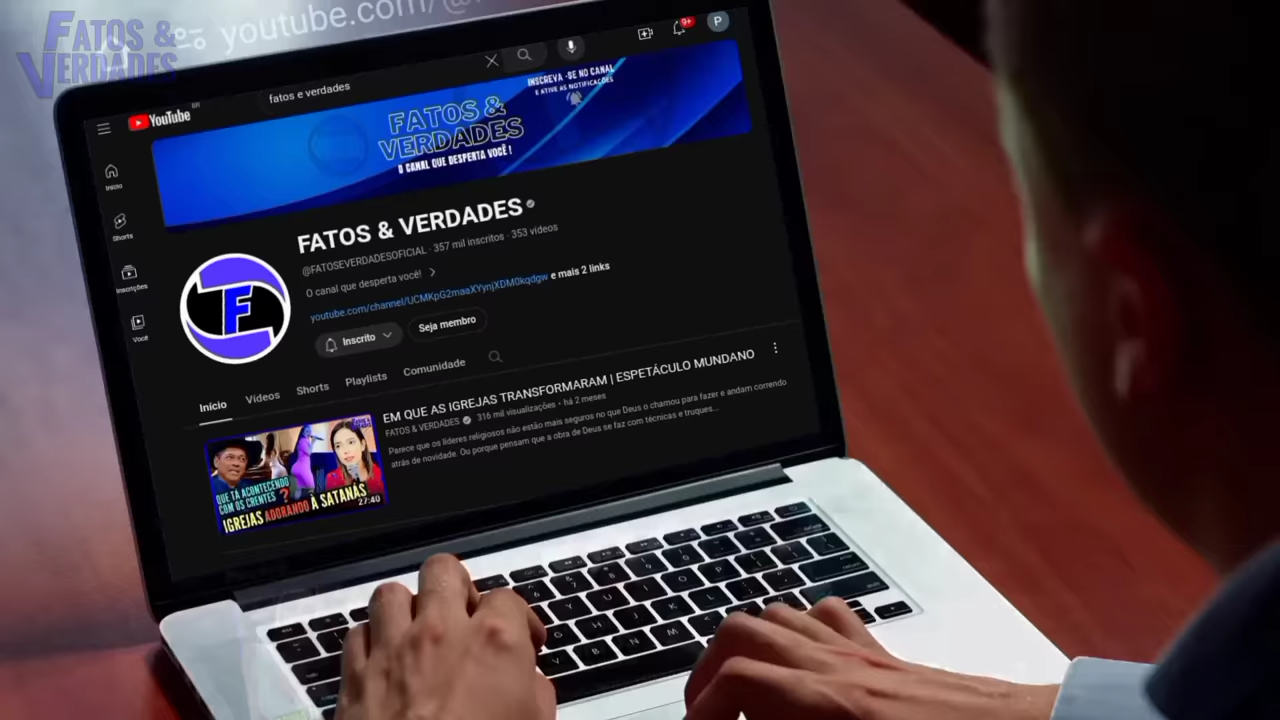 FATOS &
VERDADES
youtube.com/@
YouTube
BR
fatos e verdades
9+
P
INSCREVA -SE NO CANAL
E ATIVE AS NOTIFICAÇÕES
FATOS &
VERDADES
O CANAL QUE DESPERTA VOCÊ !
Início
Shorts
Inscrições
Você
FATOS & VERDADES
@FATOSEVERDADESOFICIAL · 357 mil inscritos · 353 vídeos
O canal que desperta você!
youtube.com/channel/UCMKpG2maaXYynjXDM0kqdgw e mais 2 links
Inscrito
Seja membro
Início Vídeos Shorts Playlists Comunidade
EM QUE AS IGREJAS TRANSFORMARAM | ESPETÁCULO MUNDANO
FATOS & VERDADES 316 mil visualizações • há 2 meses
Parece que os líderes religiosos não estão mais seguros no que Deus o chamou para fazer e andam correndo
atrás de novidade. Ou porque pensam que a obra de Deus se faz com técnicas e truques...
QUE TÁ ACONTECENDO
COM OS CRENTES ?
IGREJAS ADORANDO À SATANÁS
27:40
F